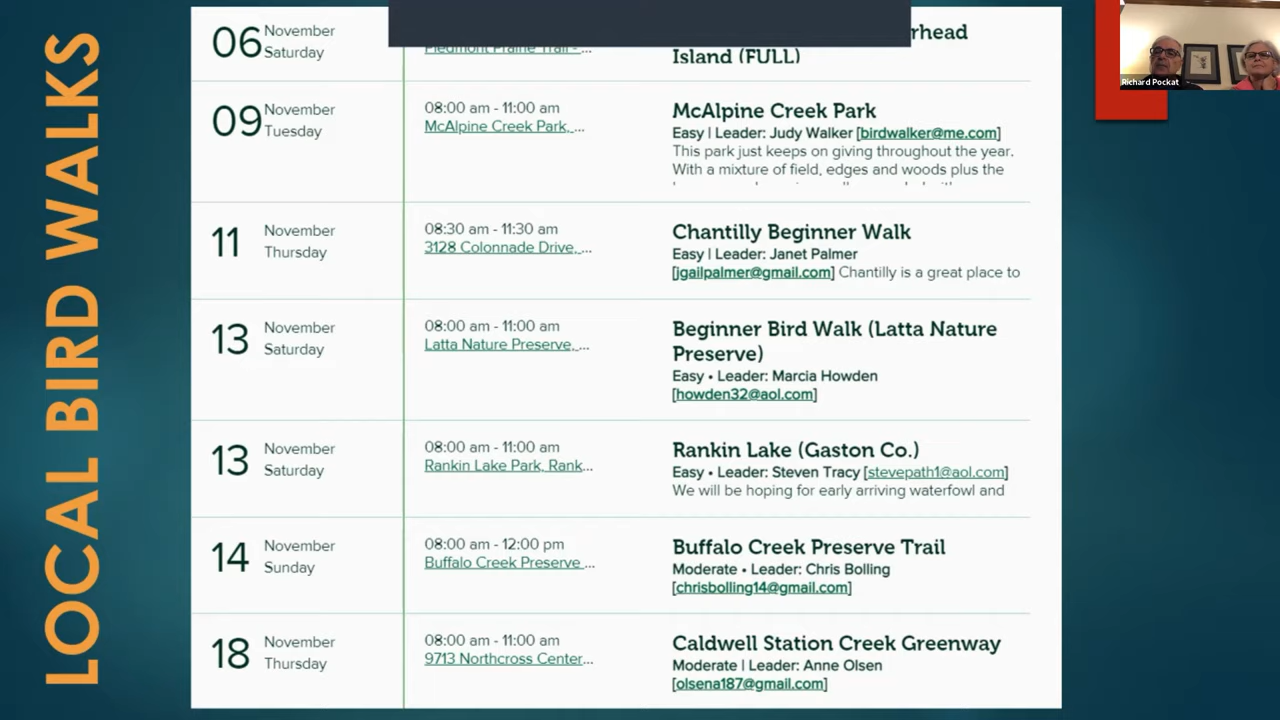 LOCAL BIRD WALKS
06 November
Saturday
Piedmont Prairie Trail - ...
rhead
Island (FULL)
09 November
Tuesday
08:00 am - 11:00 am
McAlpine Creek Park, ...
McAlpine Creek Park
Easy | Leader: Judy Walker [birdwalker@me.com]
This park just keeps on giving throughout the year.
With a mixture of field, edges and woods plus the
11 November
Thursday
08:30 am - 11:30 am
3128 Colonnade Drive, ...
Chantilly Beginner Walk
Easy | Leader: Janet Palmer
[jgailpalmer@gmail.com] Chantilly is a great place to
13 November
Saturday
08:00 am - 11:00 am
Latta Nature Preserve, ...
Beginner Bird Walk (Latta Nature
Preserve)
Easy • Leader: Marcia Howden
[howden32@aol.com]
13 November
Saturday
08:00 am - 11:00 am
Rankin Lake Park, Rank...
Rankin Lake (Gaston Co.)
Easy • Leader: Steven Tracy [stevepath1@aol.com]
We will be hoping for early arriving waterfowl and
14 November
Sunday
08:00 am - 12:00 pm
Buffalo Creek Preserve ...
Buffalo Creek Preserve Trail
Moderate • Leader: Chris Bolling
[chrisbolling14@gmail.com]
18 November
Thursday
08:00 am - 11:00 am
9713 Northcross Center...
Caldwell Station Creek Greenway
Moderate | Leader: Anne Olsen
[olsena187@gmail.com]
Richard Pockat